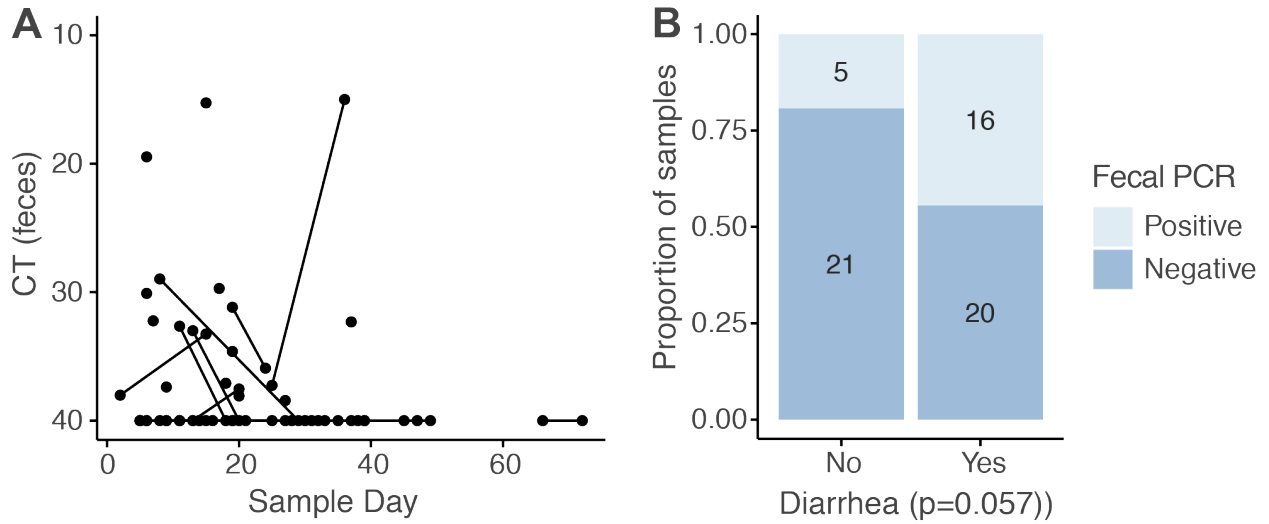 A
10
20
30
40
CT (feces)
0
20
40
60
Sample Day
B
1.00
0.75
0.50
0.25
0.00
Proportion of samples
5
16
21
20
No
Yes
Diarrhea (p=0.057))
Fecal PCR
Positive
Negative